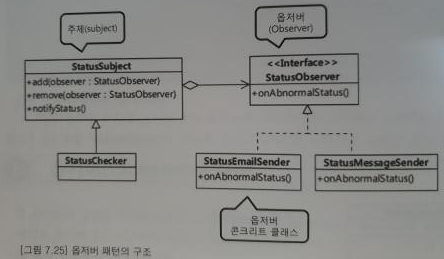 주제(subject)
옵저버
(Observer)
StatusSubject
+add(observer : StatusObserver)
+remove(observer : StatusObserver)
+notifyStatus()
<<Interface>>
StatusObserver
+onAbnormalStatus()
StatusChecker
StatusEmailSender
+onAbnormalStatus()
StatusMessageSender
+onAbnormalStatus()
옵저버
콘크리트 클래스
[그림 7.25] 옵저버 패턴의 구조